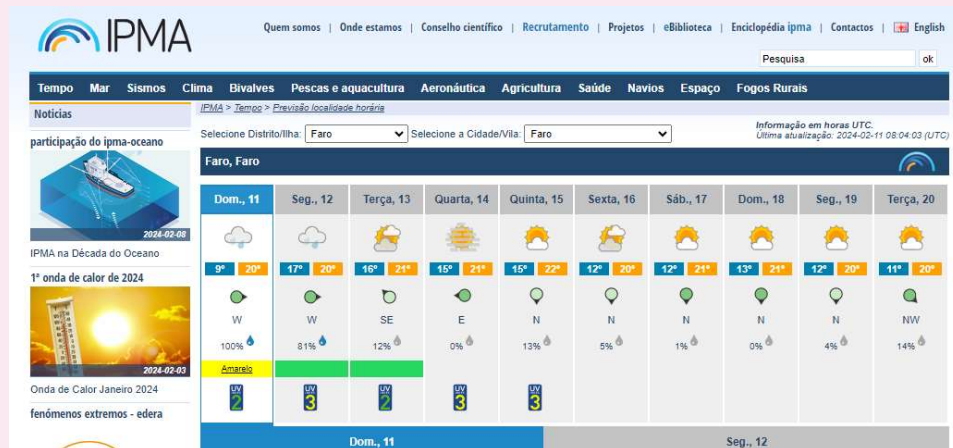 IPMA
Quem somos | Onde estamos | Conselho científico | Recrutamento | Projetos | eBiblioteca | Enciclopédia ipma | Contactos | English
Pesquisa ok
Tempo Mar Sismos Clima Bivalves Pescas e aquacultura Aeronáutica Agricultura Saúde Navios Espaço Fogos Rurais
Noticias
IPMA > Tempo > Previsão localidade horária
Selecione Distrito/Ilha: Faro Selecione a Cidade/Vila: Faro
Informação em horas UTC.
Última atualização: 2024-02-11 08:04:03 (UTC)
participação do ipma-oceano
2024-02-08
IPMA na Década do Oceano
1ª onda de calor de 2024
2024-02-03
Onda de Calor Janeiro 2024
fenómenos extremos - edera
Faro, Faro
Dom., 11 Seg., 12 Terça, 13 Quarta, 14 Quinta, 15 Sexta, 16 Sáb., 17 Dom., 18 Seg., 19 Terça, 20
9° 20° 17° 20° 16° 21° 15° 21° 15° 22° 12° 20° 12° 21° 13° 21° 12° 20° 11° 20°
W W SE E N N N N N NW
100% 81% 12% 0% 13% 5% 1% 0% 4% 14%
Amarelo
UV UV UV UV UV
2 3 2 3 3
Dom., 11 Seg., 12